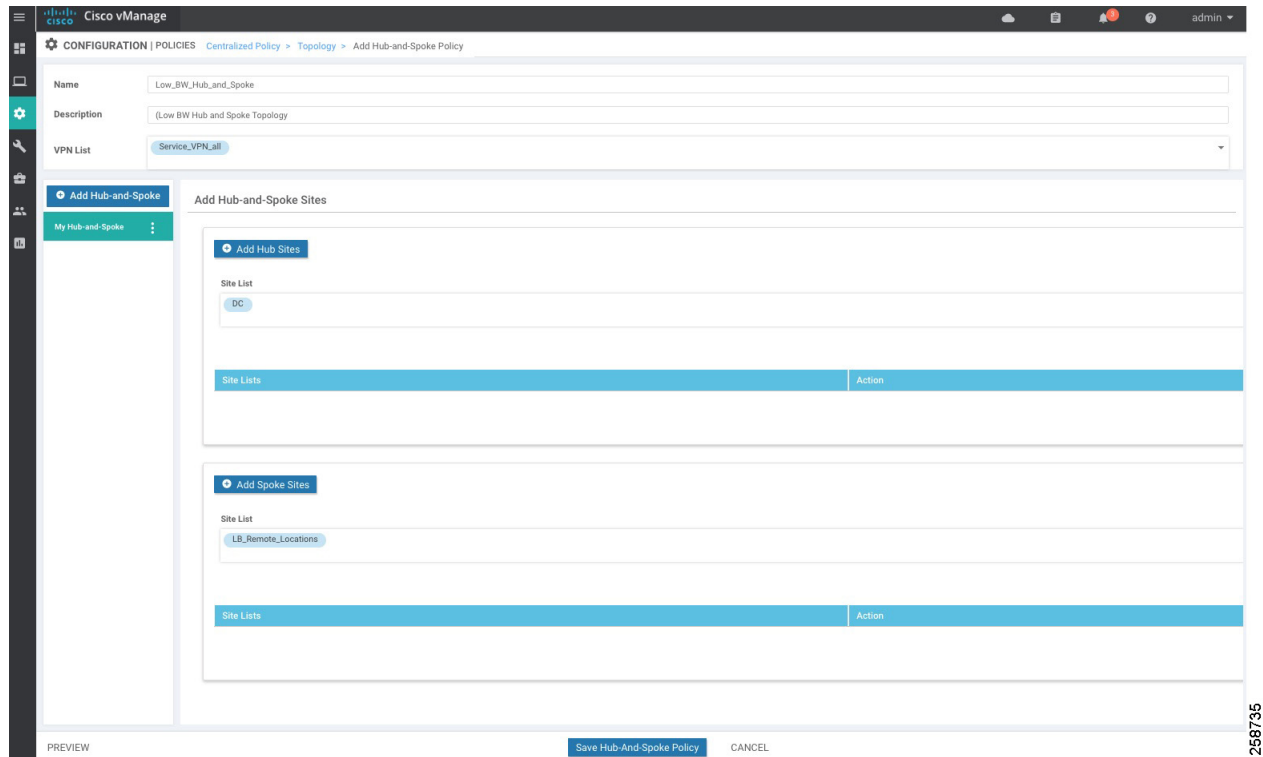 cisco Cisco vManage
3
admin
CONFIGURATION | POLICIES Centralized Policy > Topology > Add Hub-and-Spoke Policy
Name Low_BW_Hub_and_Spoke
Description (Low BW Hub and Spoke Topology
VPN List Service_VPN_all
Add Hub-and-Spoke
My Hub-and-Spoke
Add Hub-and-Spoke Sites
Add Hub Sites
Site List
DC
Site Lists Action
Add Spoke Sites
Site List
LB_Remote_Locations
Site Lists Action
PREVIEW Save Hub-And-Spoke Policy CANCEL
258735